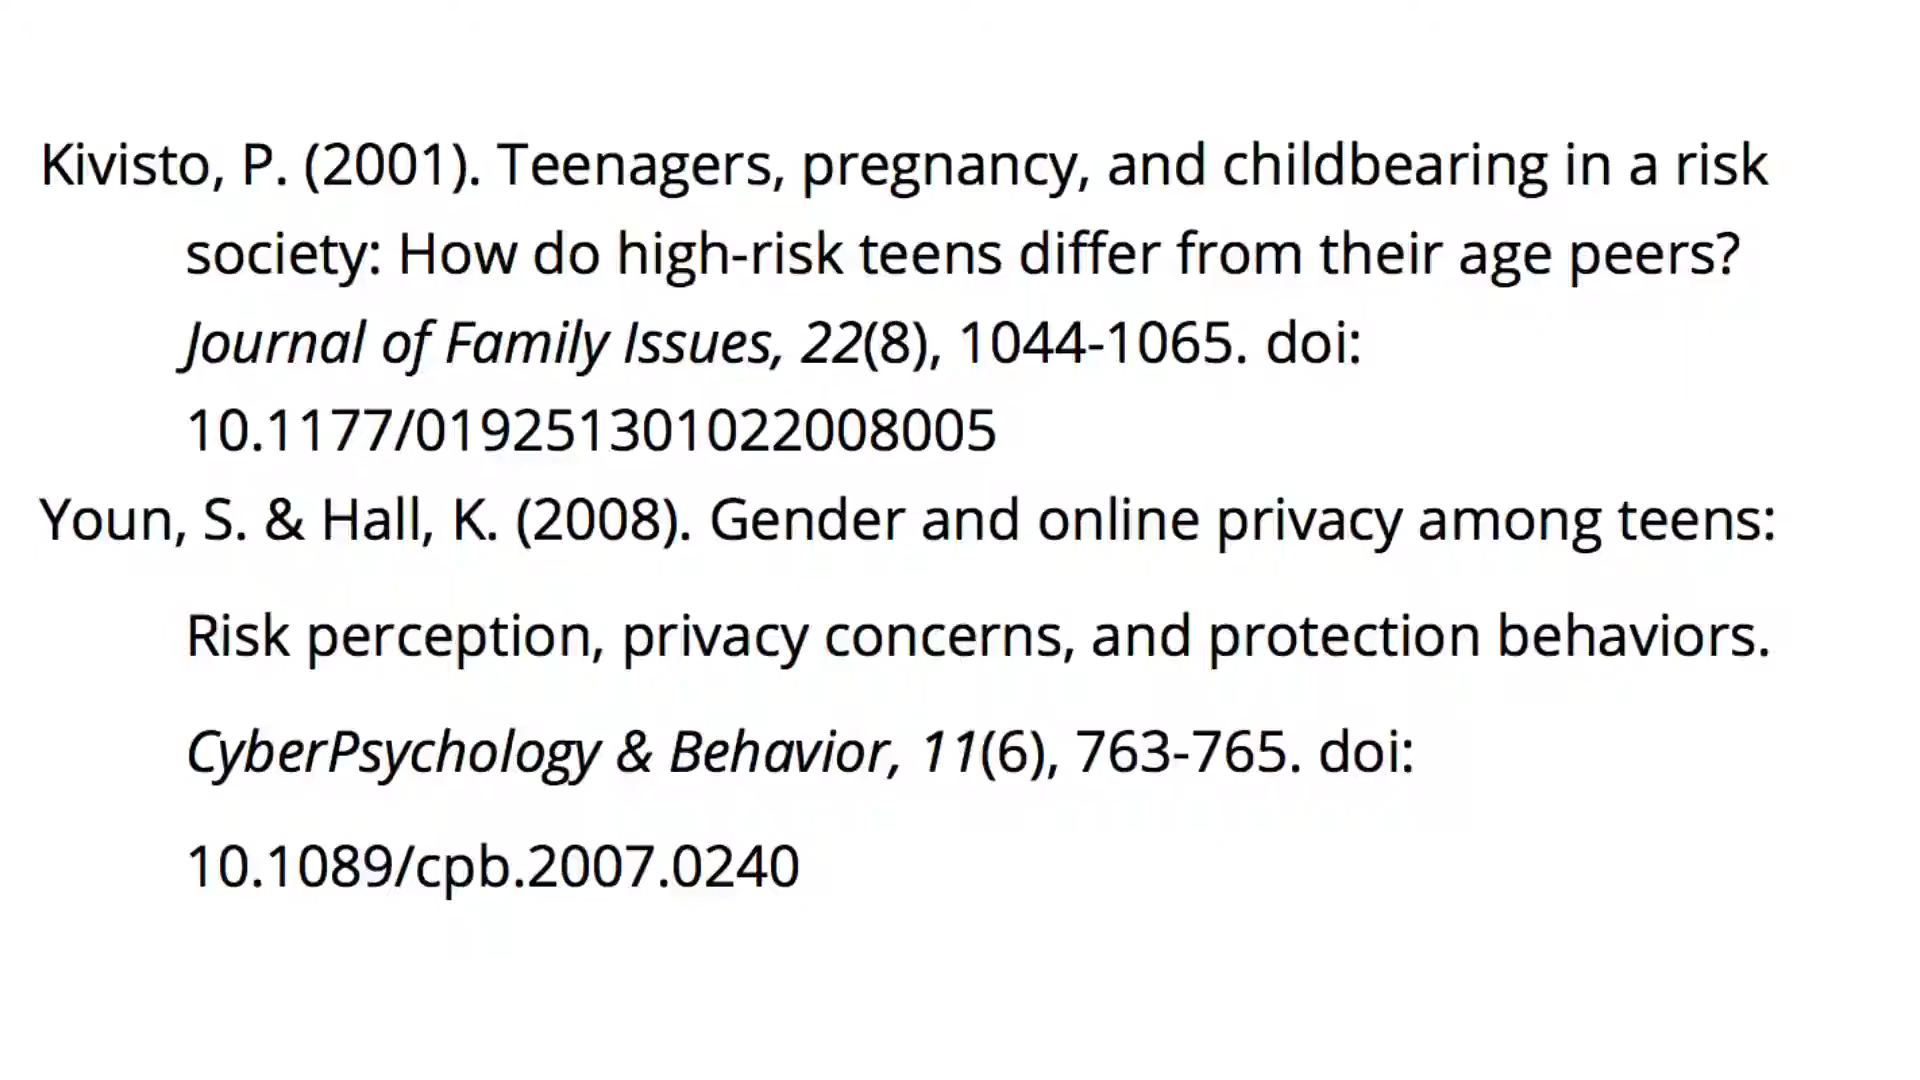 Kivisto, P. (2001). Teenagers, pregnancy, and childbearing in a risk
society: How do high-risk teens differ from their age peers?
Journal of Family Issues, 22(8), 1044-1065. doi:
10.1177/019251301022008005
Youn, S. & Hall, K. (2008). Gender and online privacy among teens:
Risk perception, privacy concerns, and protection behaviors.
CyberPsychology & Behavior, 11(6), 763-765. doi:
10.1089/cpb.2007.0240